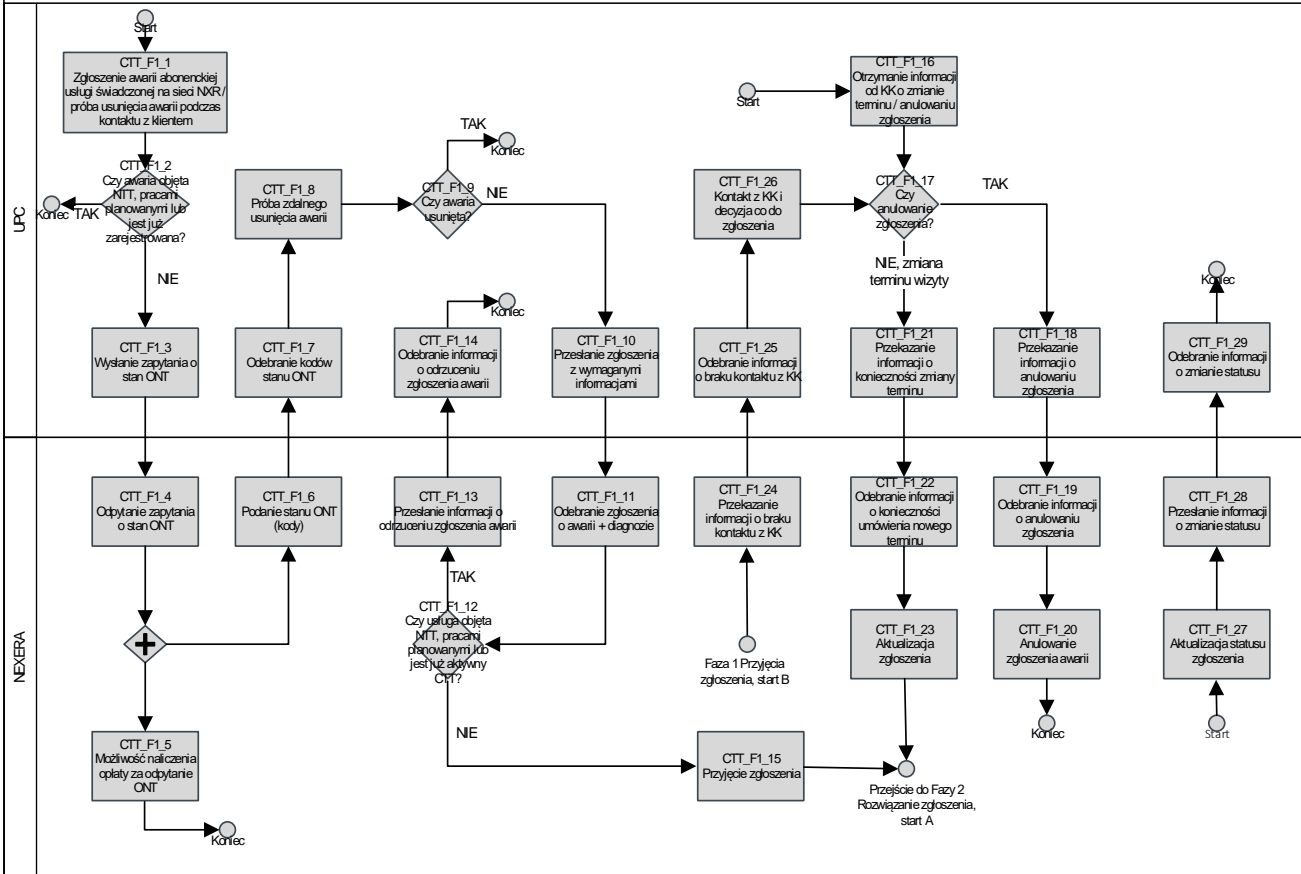 UPC
NEXERA
Start
CTT_F1_1
Zgłoszenie awarii abonenckiej
usługi świadczonej na sieci NXR /
próba usunięcia awarii podczas
kontaktu z klientem
CTT_F1_2
Czy awaria objęta
NTT, pracami
planowanymi lub
jest już
zarejestrowana?
TAK
Koniec
NIE
CTT_F1_3
Wysłanie zapytania o
stan ONT
CTT_F1_4
Odpytanie zapytania
o stan ONT
CTT_F1_5
Możliwość naliczenia
opłaty za odpytanie
ONT
Koniec
CTT_F1_6
Podanie stanu ONT
(kody)
CTT_F1_7
Odebranie kodów
stanu ONT
CTT_F1_8
Próba zdalnego
usunięcia awarii
CTT_F1_9
Czy awaria
usunięta?
TAK
Koniec
NIE
CTT_F1_10
Przesłanie zgłoszenia
z wymaganymi
informacjami
CTT_F1_11
Odebranie zgłoszenia
o awarii + diagnozie
CTT_F1_12
Czy usługa objęta
NTT, pracami
planowanymi lub
jest już aktywny
CTT?
TAK
CTT_F1_13
Przesłanie informacji o
odrzuceniu zgłoszenia awarii
CTT_F1_14
Odebranie informacji
o odrzuceniu
zgłoszenia awarii
Koniec
NIE
CTT_F1_15
Przyjęcie zgłoszenia
Przejście do Fazy 2
Rozwiązanie zgłoszenia,
start A
Start
CTT_F1_16
Otrzymanie informacji
od KK o zmianie
terminu / anulowaniu
zgłoszenia
CTT_F1_17
Czy
anulowanie
zgłoszenia?
TAK
NIE, zmiana
terminu wizyty
CTT_F1_18
Przekazanie
informacji o
anulowaniu
zgłoszenia
CTT_F1_19
Odebranie informacji
o anulowaniu
zgłoszenia
CTT_F1_20
Anulowanie
zgłoszenia awarii
Koniec
CTT_F1_21
Przekazanie
informacji o
konieczności zmiany
terminu
CTT_F1_22
Odebranie informacji
o konieczności
umówienia nowego
terminu
CTT_F1_23
Aktualizacja
zgłoszenia
Faza 1 Przyjęcia
zgłoszenia, start B
CTT_F1_24
Przekazanie
informacji o braku
kontaktu z KK
CTT_F1_25
Odebranie informacji
o braku kontaktu z KK
CTT_F1_26
Kontakt z KK i
decyzja co do
zgłoszenia
Start
CTT_F1_27
Aktualizacja statusu
zgłoszenia
CTT_F1_28
Przesłanie informacji
o zmianie statusu
CTT_F1_29
Odebranie informacji
o zmianie statusu
Koniec